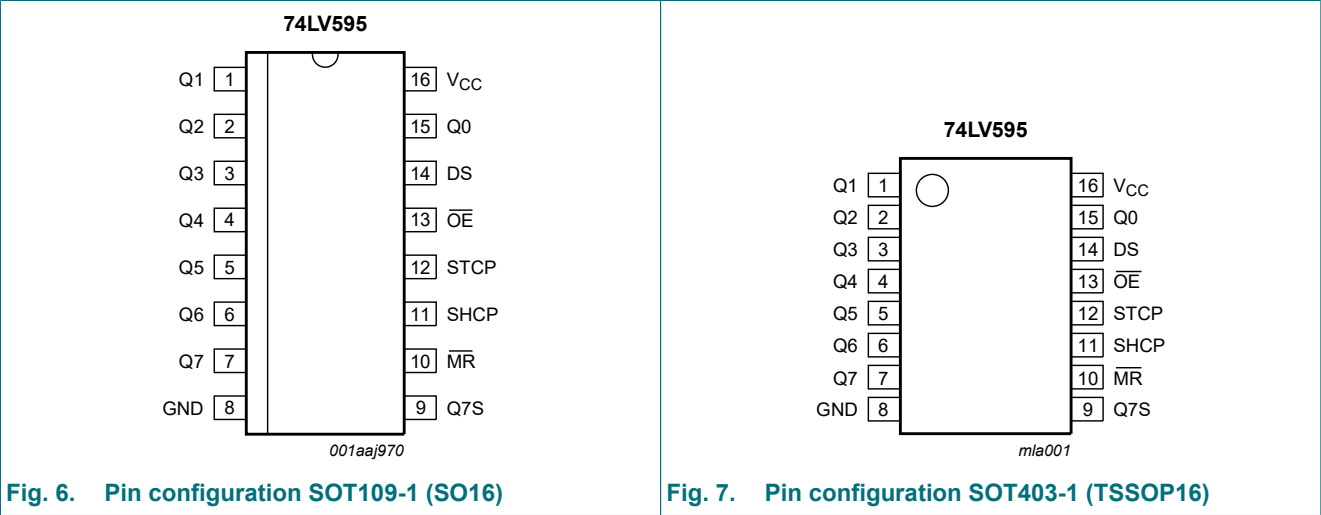 74LV595
Q1 1 16 VCC
Q2 2 15 Q0
Q3 3 14 DS
Q4 4 13 O̅E̅
Q5 5 12 STCP
Q6 6 11 SHCP
Q7 7 10 M̅R̅
GND 8 9 Q7S
001aaj970
Fig. 6. Pin configuration SOT109-1 (SO16)
74LV595
Q1 1 16 VCC
Q2 2 15 Q0
Q3 3 14 DS
Q4 4 13 O̅E̅
Q5 5 12 STCP
Q6 6 11 SHCP
Q7 7 10 M̅R̅
GND 8 9 Q7S
mla001
Fig. 7. Pin configuration SOT403-1 (TSSOP16)